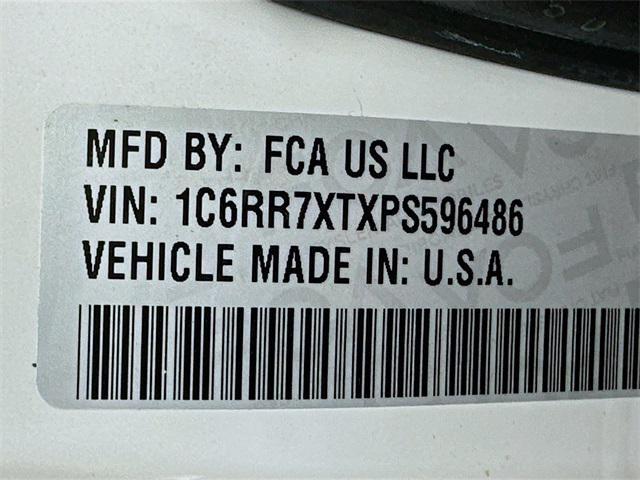 MFD BY: FCA US LLC
VIN: 1C6RR7XTXPS596486
VEHICLE MADE IN: U.S.A.